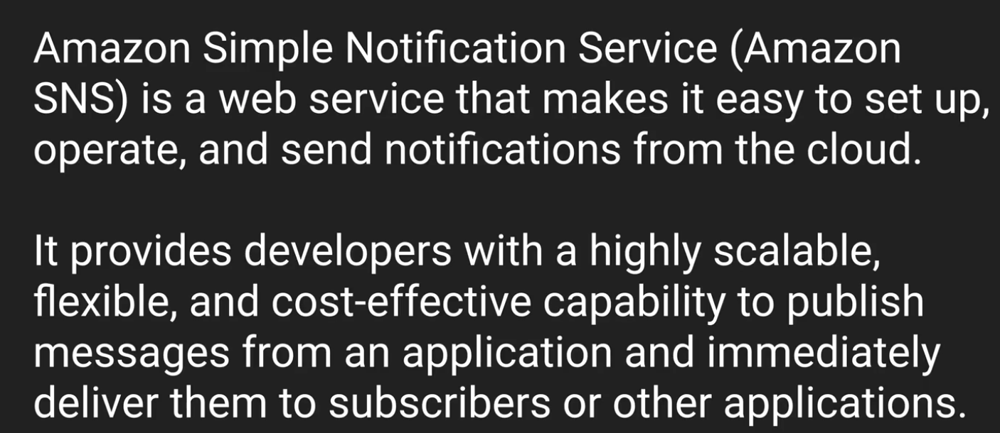 Amazon Simple Notification Service (Amazon
SNS) is a web service that makes it easy to set up,
operate, and send notifications from the cloud.
It provides developers with a highly scalable,
flexible, and cost-effective capability to publish
messages from an application and immediately
deliver them to subscribers or other applications.